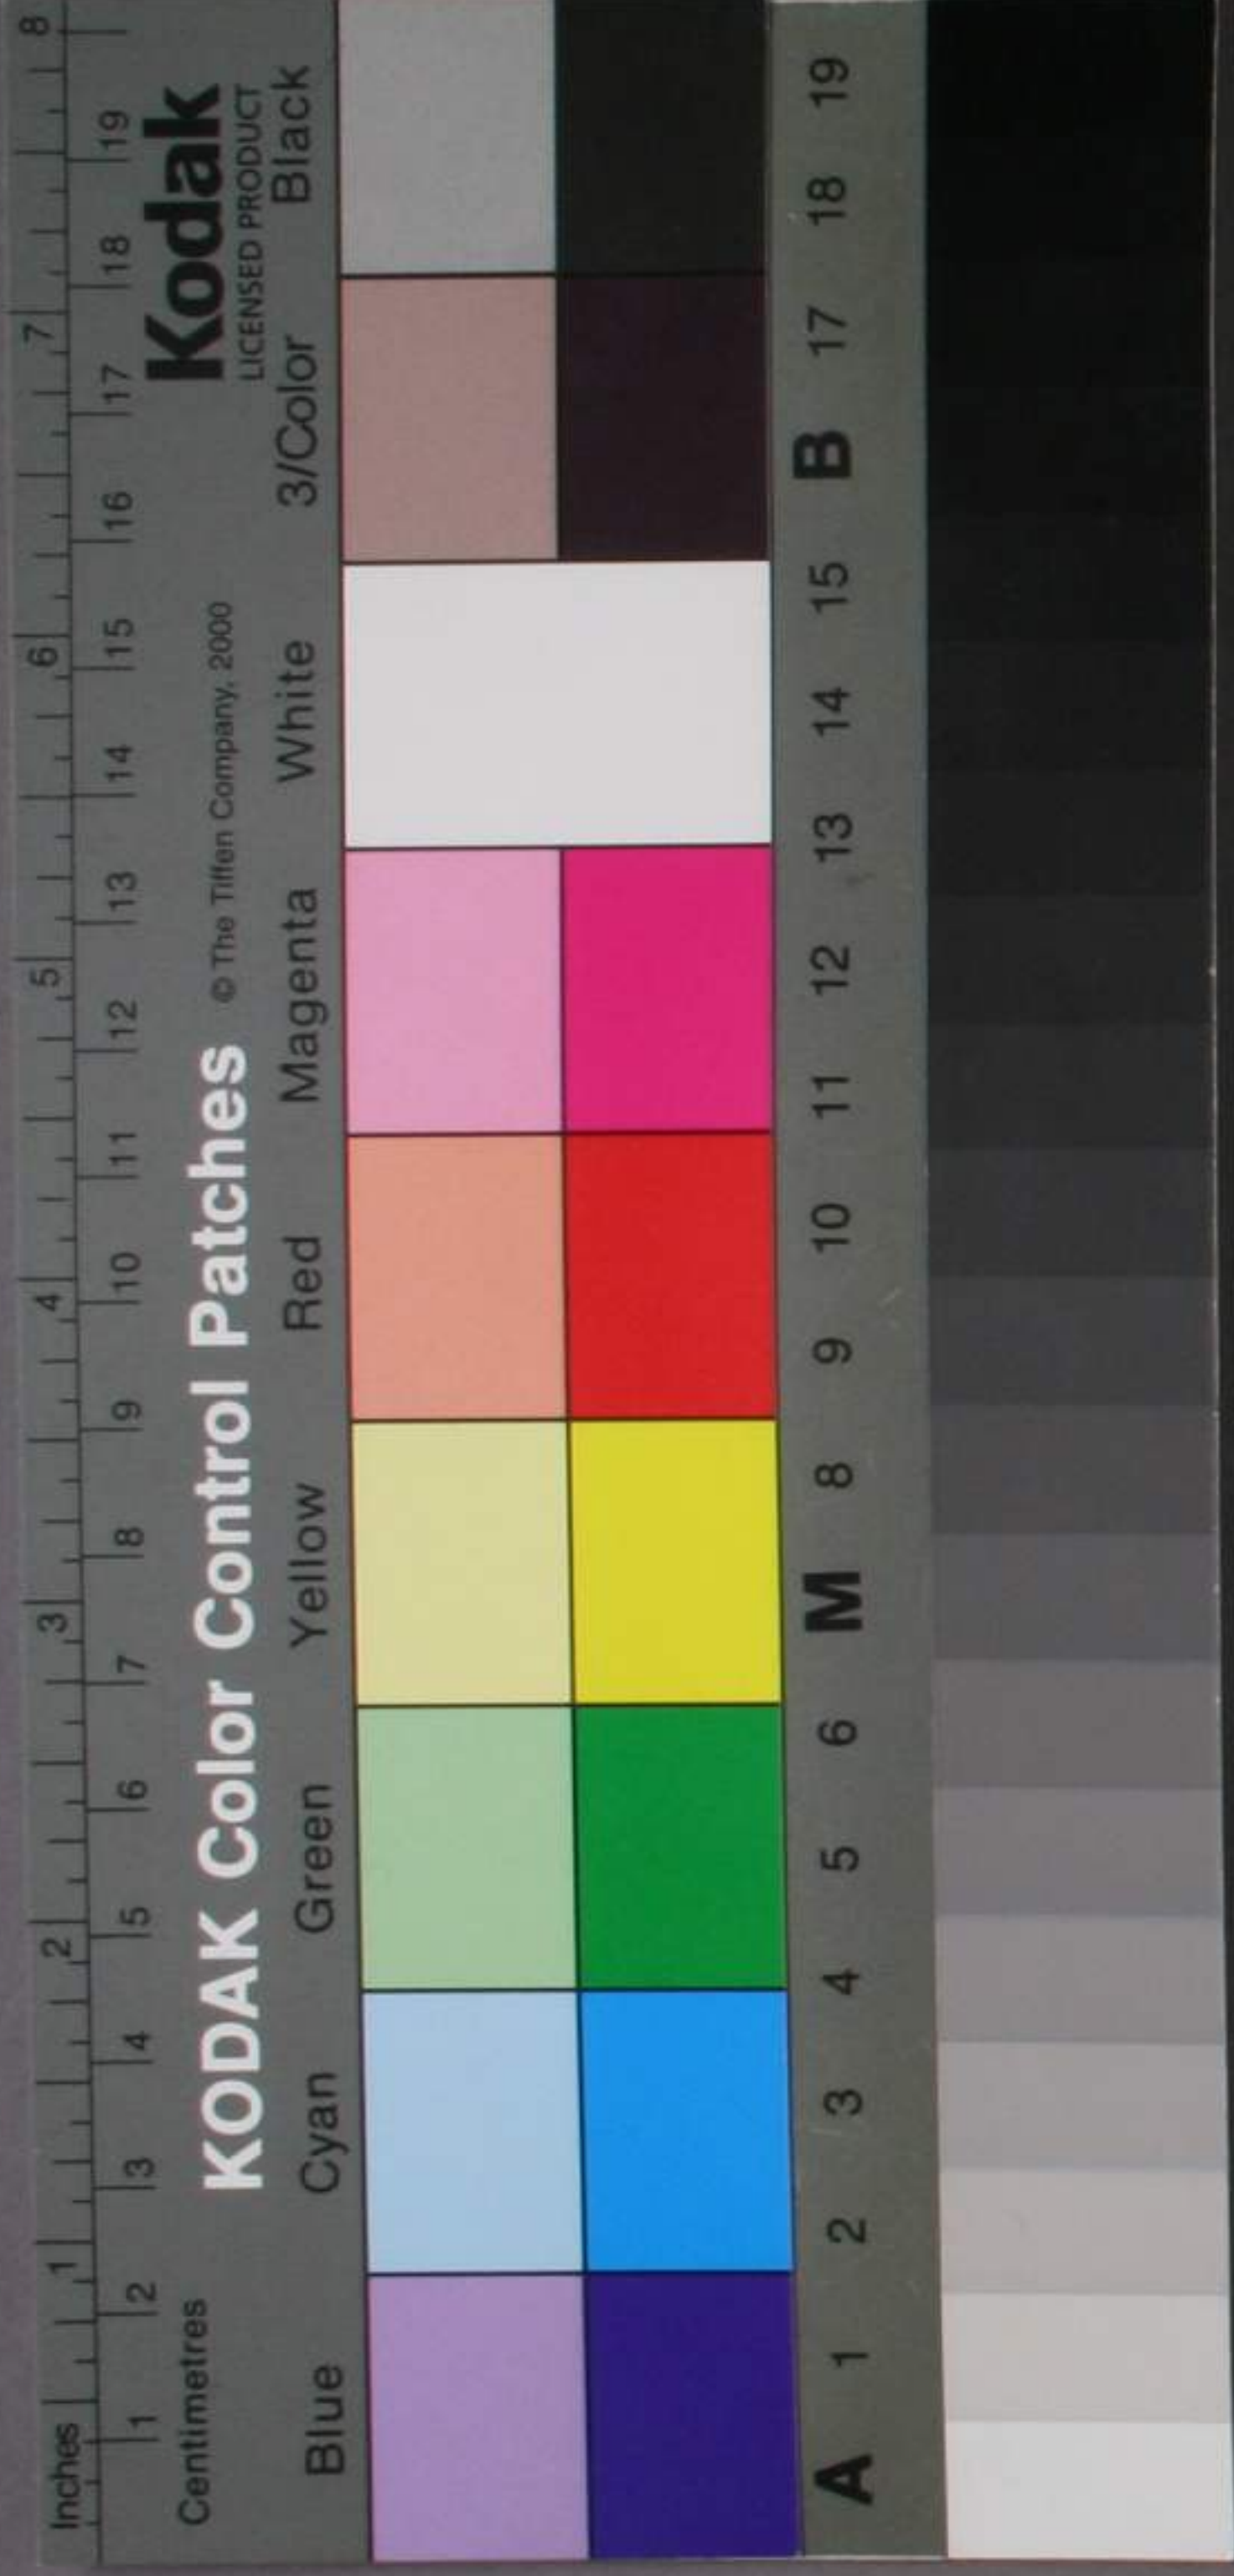 Inches 1 2 3 4 5 6 7 8
1 2 3 4 5 6 7 8 9 10 11 12 13 14 15 16 17 18 19
Centimetres
KODAK Color Control Patches © The Tiffen Company, 2000
Kodak
LICENSED PRODUCT
Blue Cyan Green Yellow Red Magenta White 3/Color Black
A 1 2 3 4 5 6 M 8 9 10 11 12 13 14 15 B 17 18 19